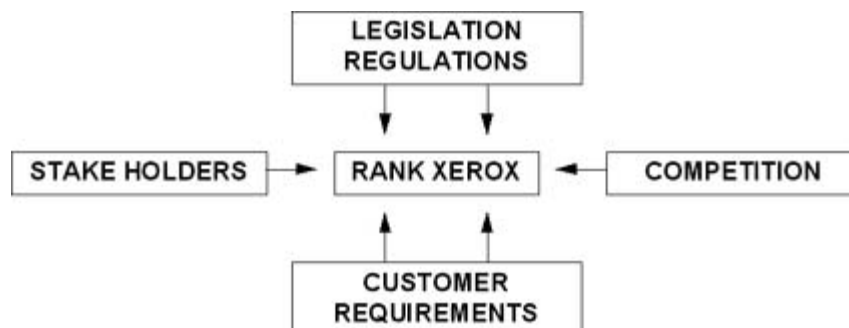 LEGISLATION
REGULATIONS
STAKE HOLDERS
RANK XEROX
COMPETITION
CUSTOMER
REQUIREMENTS